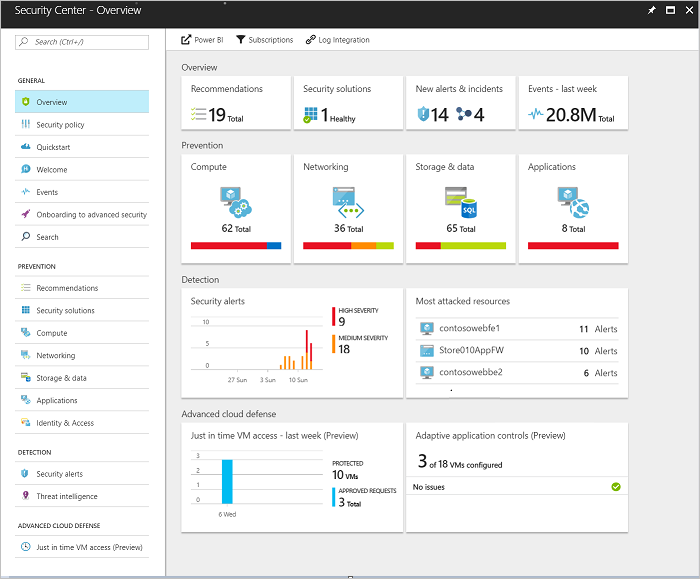 Security Center - Overview
Search (Ctrl+/)
GENERAL
Overview
Security policy
Quickstart
Welcome
Events
Onboarding to advanced security
Search
PREVENTION
Recommendations
Security solutions
Compute
Networking
Storage & data
Applications
Identity & Access
DETECTION
Security alerts
Threat intelligence
ADVANCED CLOUD DEFENSE
Just in time VM access (Preview)
Power BI
Subscriptions
Log Integration
Overview
Recommendations
19 Total
Security solutions
1 Healthy
New alerts & incidents
14 4
Events - last week
20.8M Total
Prevention
Compute
62 Total
Networking
36 Total
Storage & data
SQL
65 Total
Applications
8 Total
Detection
Security alerts
10
5
0
27 Sun 3 Sun 10 Sun
HIGH SEVERITY
9
MEDIUM SEVERITY
18
Most attacked resources
contosowebfe1 11 Alerts
Store010AppFW 10 Alerts
contosowebbe2 6 Alerts
Advanced cloud defense
Just in time VM access - last week (Preview)
3
2
1
0
6 Wed
PROTECTED
10 VMs
APPROVED REQUESTS
3 Total
Adaptive application controls (Preview)
3 of 18 VMs configured
No issues